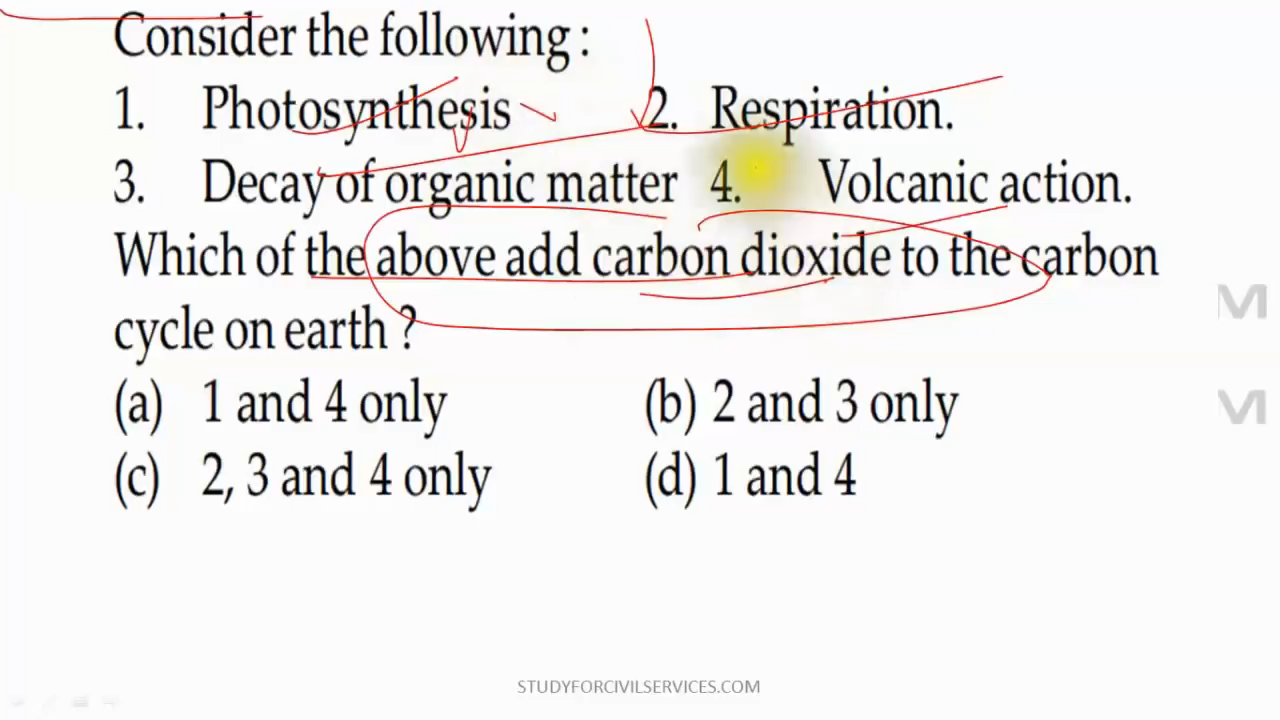 Consider the following :
1. Photosynthesis 2. Respiration.
3. Decay of organic matter 4. Volcanic action.
Which of the above add carbon dioxide to the carbon
cycle on earth ?
(a) 1 and 4 only (b) 2 and 3 only
(c) 2, 3 and 4 only (d) 1 and 4
M
M
STUDYFORCIVILSERVICES.COM